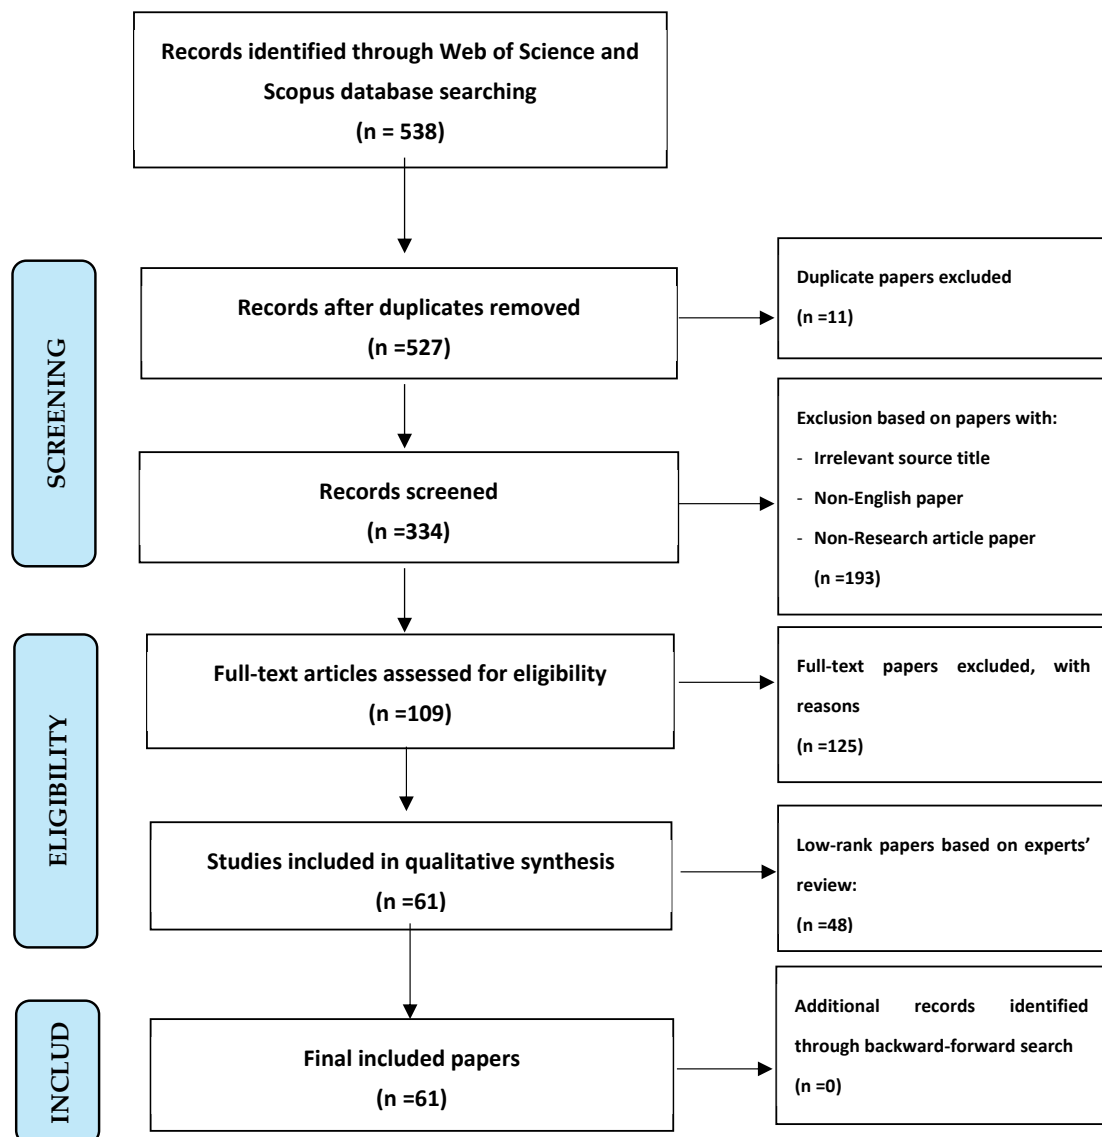 Records identified through Web of Science and
Scopus database searching
(n = 538)
SCREENING
Records after duplicates removed
(n =527)
Duplicate papers excluded
(n =11)
Records screened
(n =334)
Exclusion based on papers with:
- Irrelevant source title
- Non-English paper
- Non-Research article paper
(n =193)
ELIGIBILITY
Full-text articles assessed for eligibility
(n =109)
Full-text papers excluded, with
reasons
(n =125)
Studies included in qualitative synthesis
(n =61)
Low-rank papers based on experts’
review:
(n =48)
INCLUD
Final included papers
(n =61)
Additional records identified
through backward-forward search
(n =0)